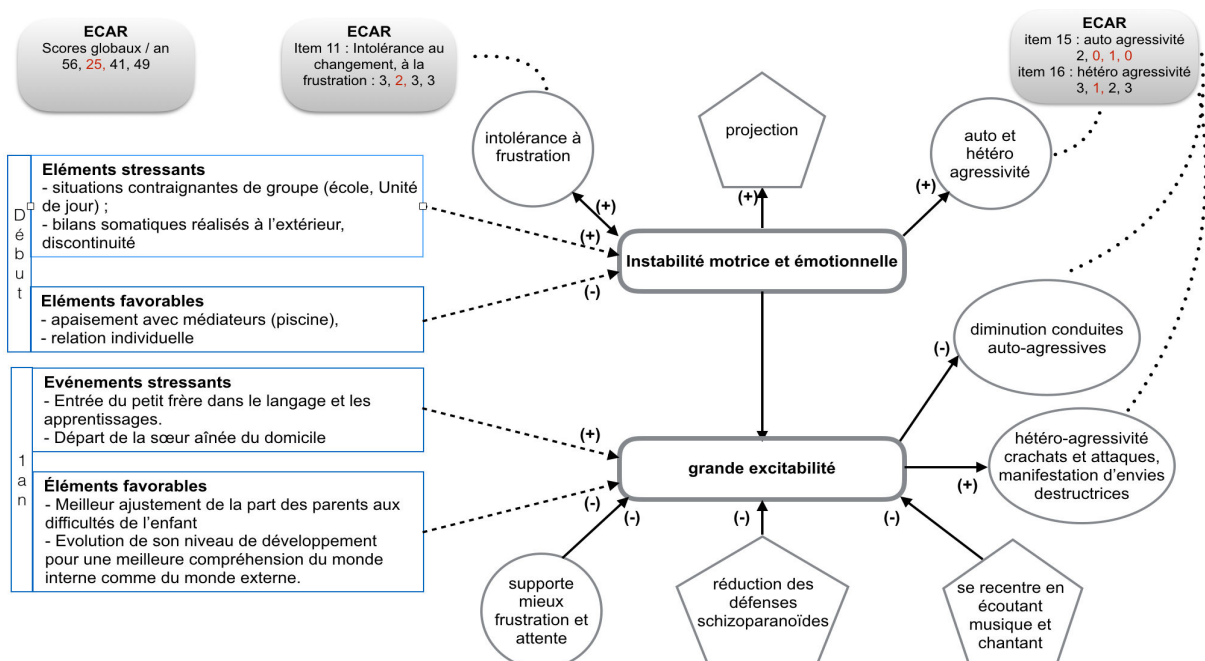 ECAR
Scores globaux / an
56, 25, 41, 49
ECAR
Item 11 : Intolérance au
changement, à la
frustration : 3, 2, 3, 3
ECAR
item 15 : auto agressivité
2, 0, 1, 0
item 16 : hétéro agressivité
3, 1, 2, 3
intolérance à
frustration
projection
auto et
hétéro
agressivité
Début
Eléments stressants
- situations contraignantes de groupe (école, Unité
de jour) ;
- bilans somatiques réalisés à l'extérieur,
discontinuité
(+)
(+)
(+)
(+)
Instabilité motrice et émotionnelle
(-)
Eléments favorables
- apaisement avec médiateurs (piscine),
- relation individuelle
diminution conduites
auto-agressives
(-)
1an
Evénements stressants
- Entrée du petit frère dans le langage et les
apprentissages.
- Départ de la sœur aînée du domicile
(+)
grande excitabilité
hétéro-agressivité
crachats et attaques,
manifestation d'envies
destructrices
(+)
Éléments favorables
- Meilleur ajustement de la part des parents aux
difficultés de l'enfant
- Evolution de son niveau de développement
pour une meilleure compréhension du monde
interne comme du monde externe.
(-)
(-)
(-)
(-)
supporte
mieux
frustration et
attente
réduction des
défenses
schizoparanoïdes
se recentre en
écoutant
musique et
chantant